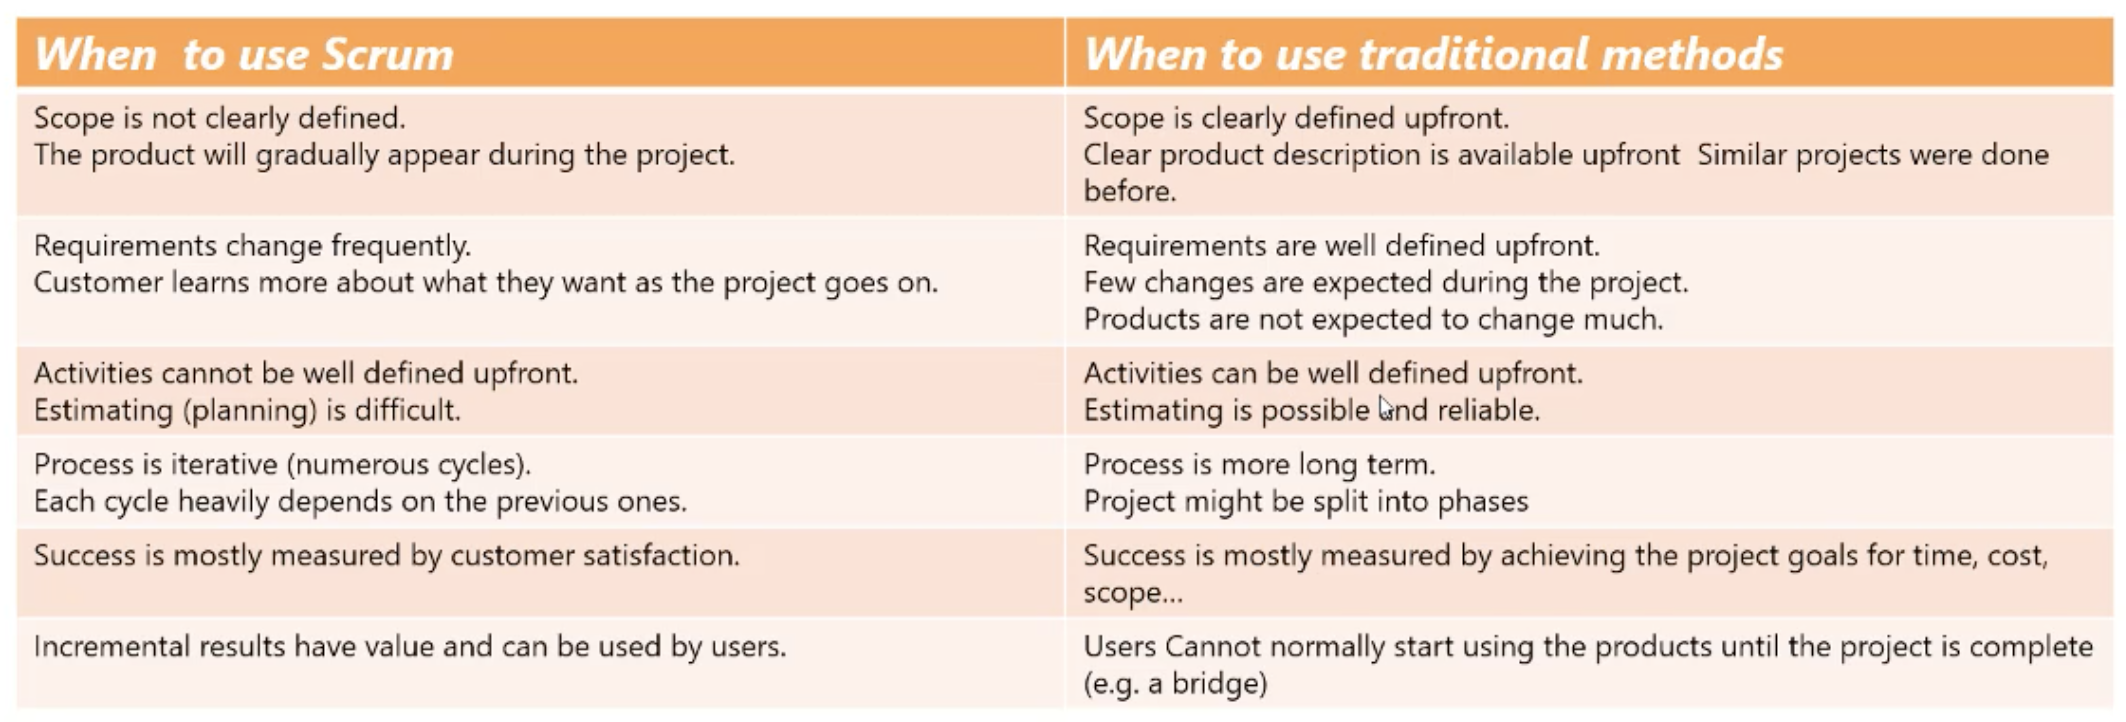 When  to use Scrum
When to use traditional methods
Scope is not clearly defined.
The product will gradually appear during the project.
Scope is clearly defined upfront.
Clear product description is available upfront  Similar projects were done
before.
Requirements change frequently.
Customer learns more about what they want as the project goes on.
Requirements are well defined upfront.
Few changes are expected during the project.
Products are not expected to change much.
Activities cannot be well defined upfront.
Estimating (planning) is difficult.
Activities can be well defined upfront.
Estimating is possible and reliable.
Process is iterative (numerous cycles).
Each cycle heavily depends on the previous ones.
Process is more long term.
Project might be split into phases
Success is mostly measured by customer satisfaction.
Success is mostly measured by achieving the project goals for time, cost,
scope...
Incremental results have value and can be used by users.
Users Cannot normally start using the products until the project is complete
(e.g. a bridge)